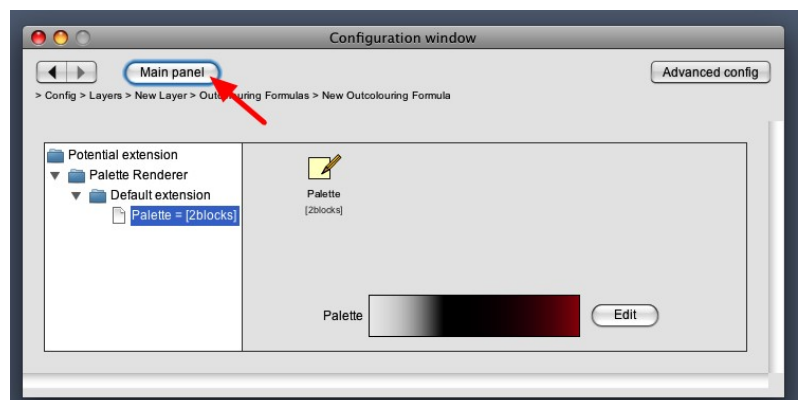 Configuration window
Main panel
Advanced config
> Config > Layers > New Layer > Outcolouring Formulas > New Outcolouring Formula
Potential extension
Palette Renderer
Default extension
Palette = [2blocks]
Palette
[2blocks]
Palette
Edit